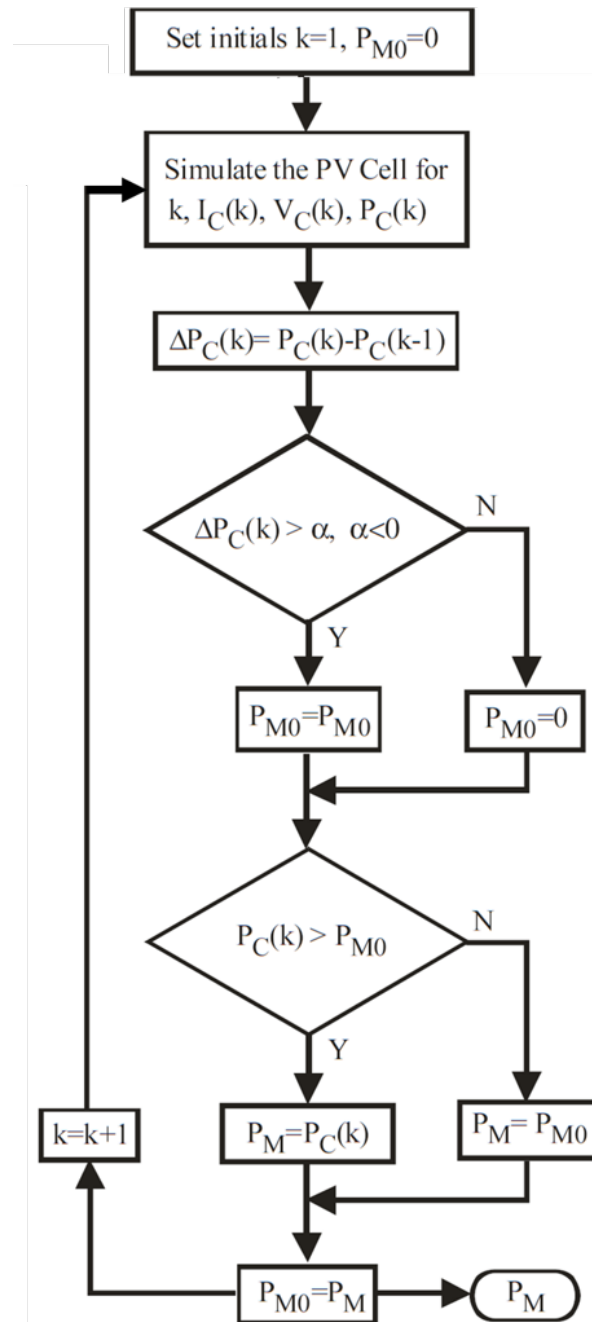 Set initials k=1, P_M0=0
Simulate the PV Cell for
k, I_C(k), V_C(k), P_C(k)
ΔP_C(k)= P_C(k)-P_C(k-1)
ΔP_C(k) > α, α<0
N
Y
P_M0=P_M0
P_M0=0
P_C(k) > P_M0
N
Y
k=k+1
P_M=P_C(k)
P_M= P_M0
P_M0=P_M
P_M